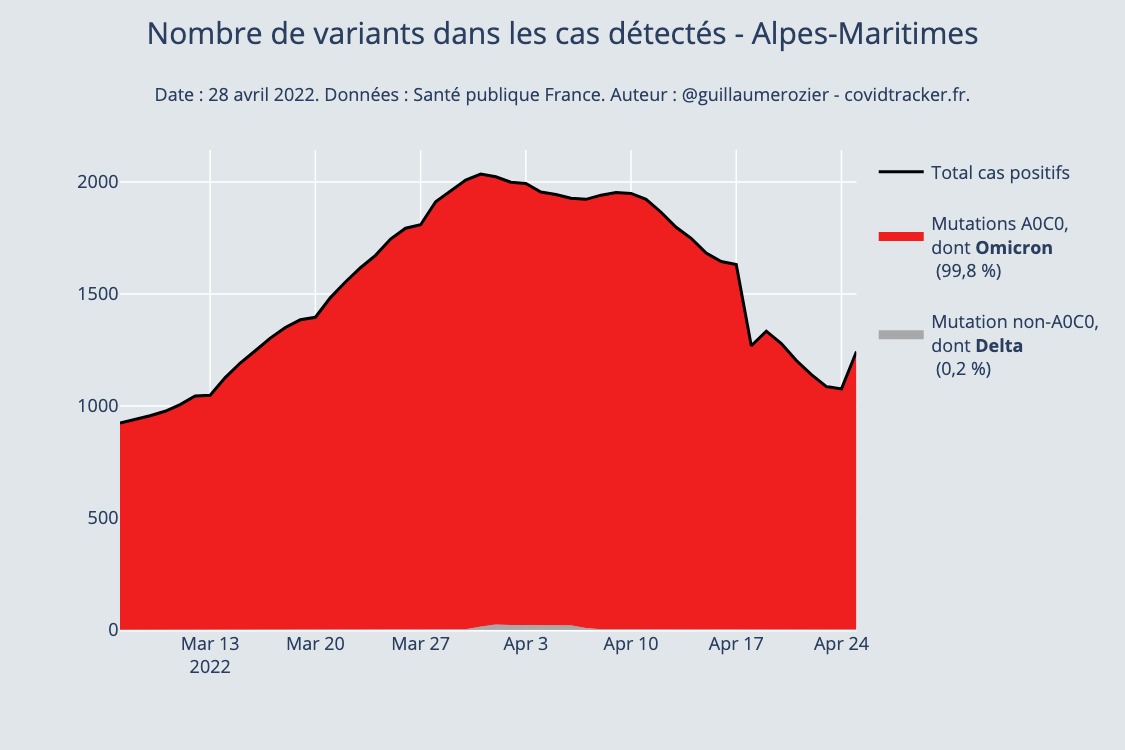 Nombre de variants dans les cas détectés - Alpes-Maritimes
Date : 28 avril 2022. Données : Santé publique France. Auteur : @guillaumerozier - covidtracker.fr.
2000
1500
1000
500
0
Mar 13
2022
Mar 20
Mar 27
Apr 3
Apr 10
Apr 17
Apr 24
Total cas positifs
Mutations A0C0,
dont Omicron
(99,8 %)
Mutation non-A0C0,
dont Delta
(0,2 %)